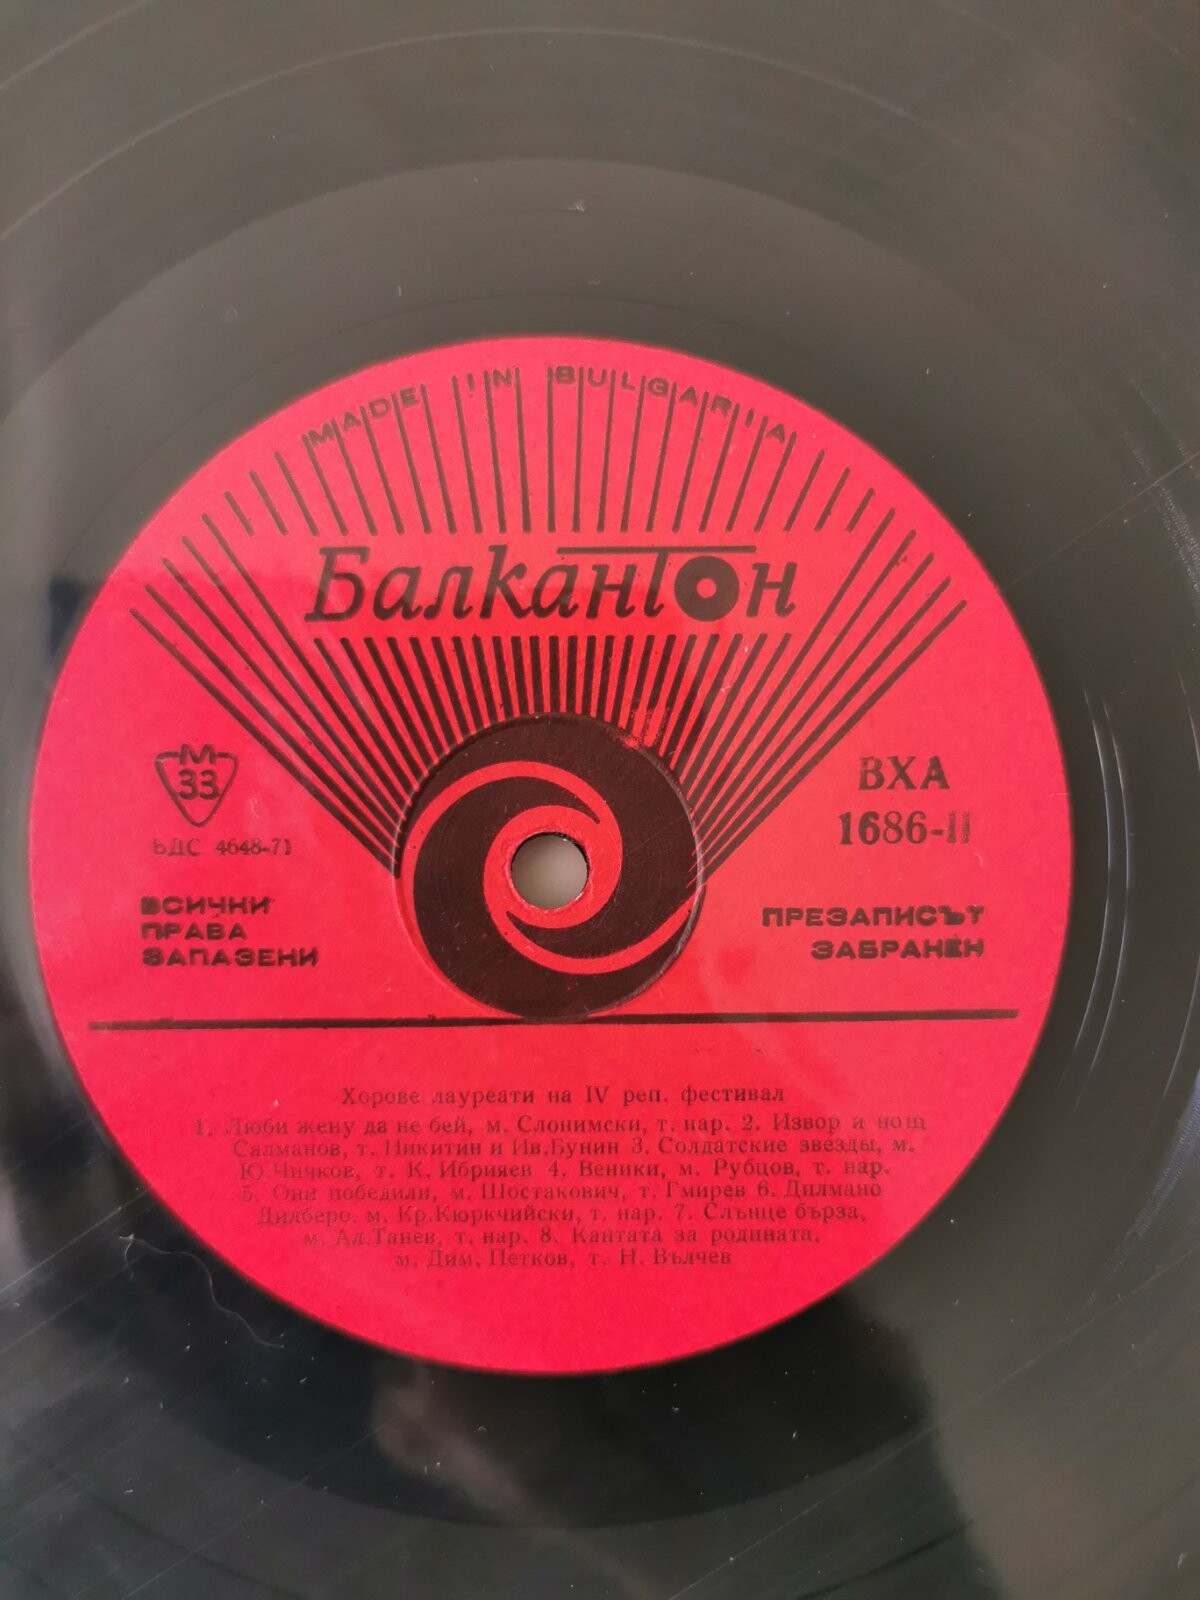 MADE IN BULGARIA
Балкантон
М
33
БДС 4648-71
ВСИЧКИ
ПРАВА
ЗАПАЗЕНИ
ВХА
1686-II
ПРЕЗАПИСЪТ
ЗАБРАНЕН
Хорове лауреати на IV реп. фестивал
1. Люби жену да не бей, м. Слонимски, т. нар. 2. Извор и нощ
Салманов, т. Никитин и Ив.Бунин 3. Солдатские звезды, м.
Ю Чичков, т. К. Ибряев 4. Веники, м. Рубцов, т. нар.
5. Они победили, м. Шостакович, т. Гмирев 6. Дилмано
Дилберо, м. Кр.Кюркчийски, т. нар. 7. Слънце бърза,
м. Ал.Танев, т. нар. 8. Кантата за родината,
м. Дим. Петков, т. Н. Вълчев